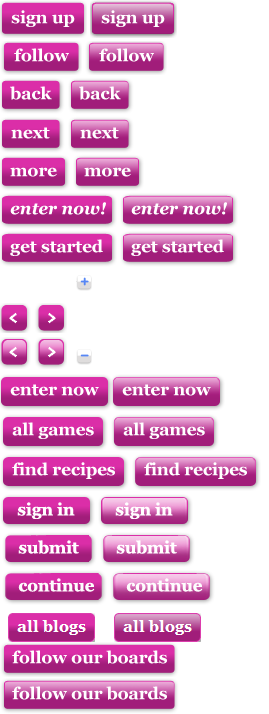 sign up sign up
follow follow
back back
next next
more more
enter now! enter now!
get started get started
+
< >
< > −
enter now enter now
all games all games
find recipes find recipes
sign in sign in
submit submit
continue continue
all blogs all blogs
follow our boards
follow our boards